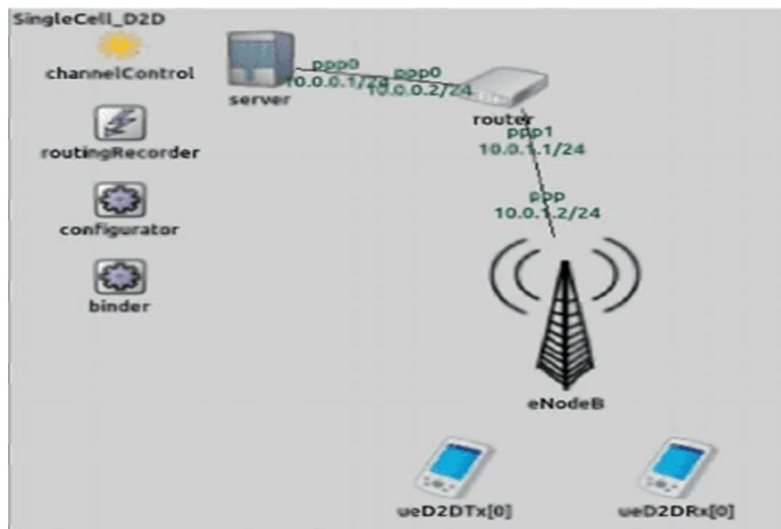 SingleCell_D2D
channelControl
routingRecorder
configurator
binder
server
ppp0
10.0.0.1/24
ppp0
10.0.0.2/24
router
ppp1
10.0.1.1/24
ppp
10.0.1.2/24
eNodeB
ueD2DTx[0]
ueD2DRx[0]